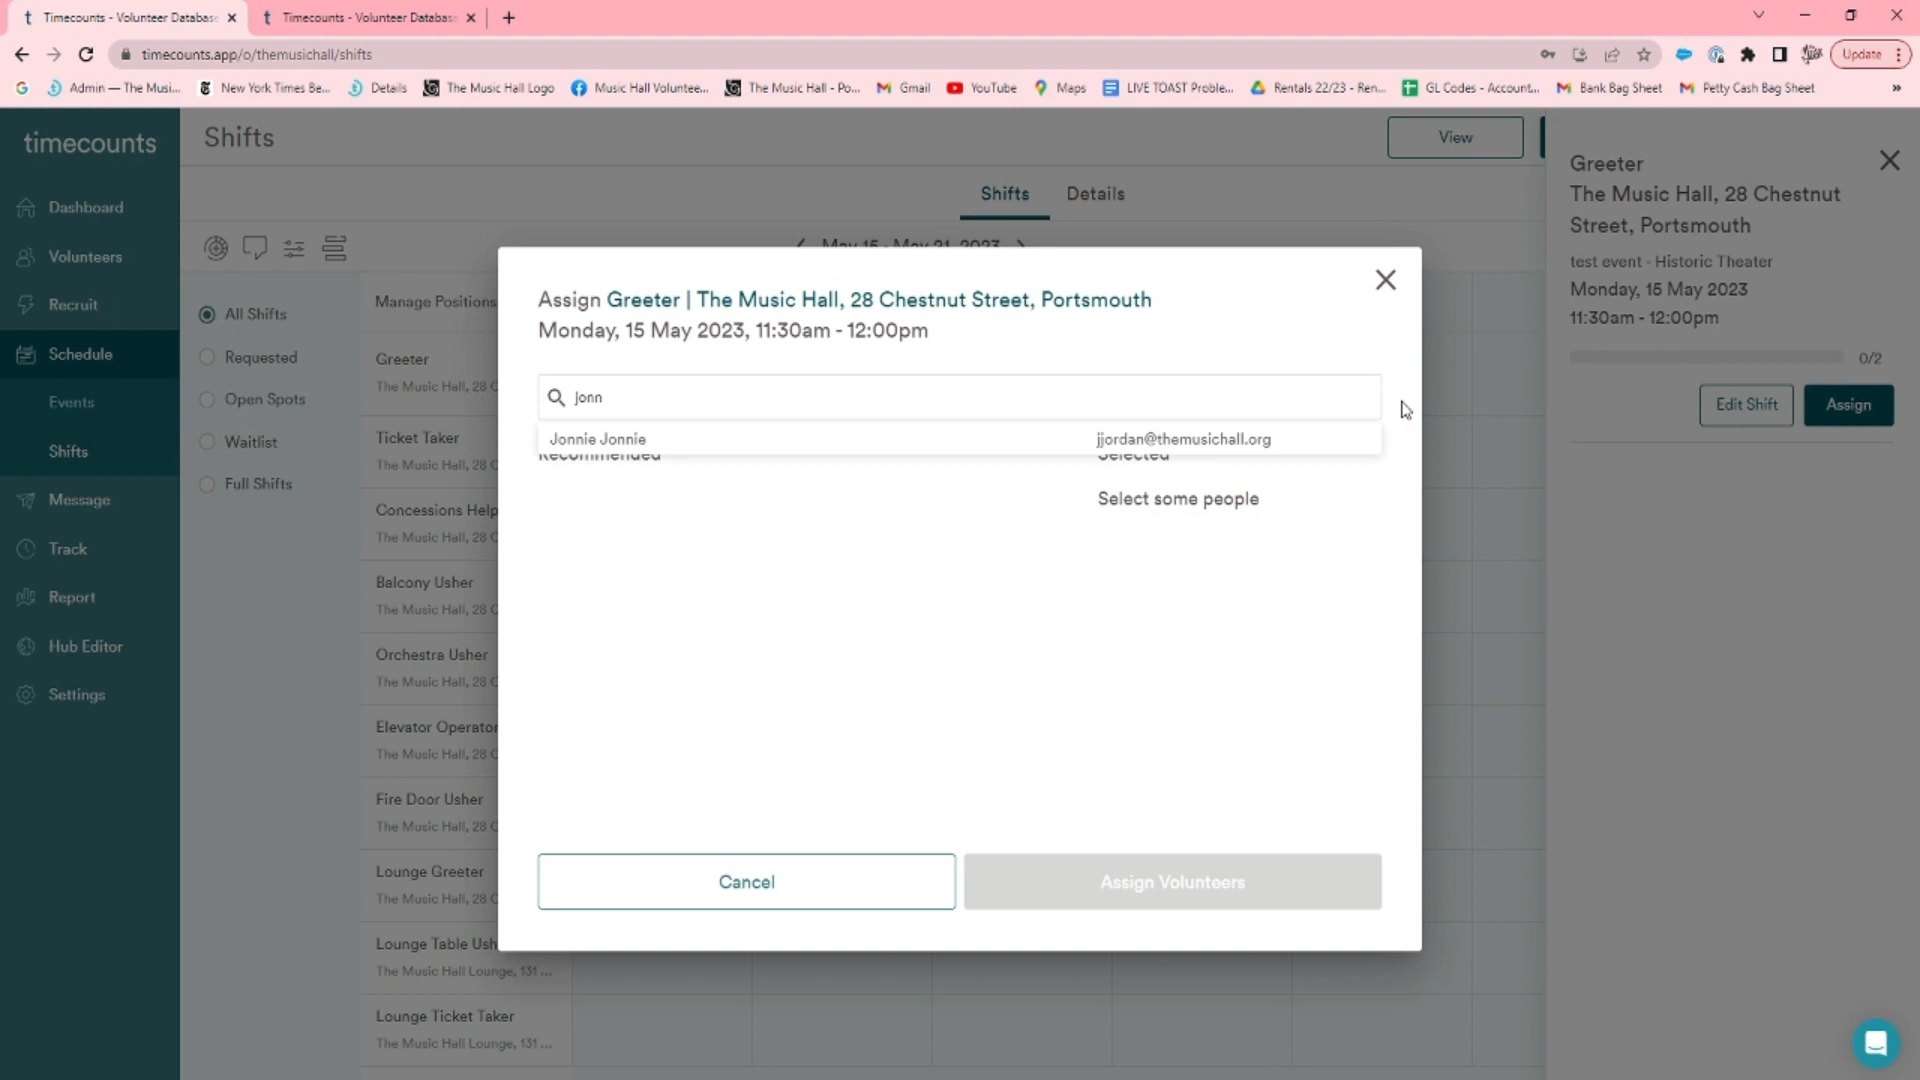 Timecounts - Volunteer Databas
Timecounts - Volunteer Database
timecounts.app/o/themusichall/shifts
Update
Admin — The Musi...
New York Times Be...
Details
The Music Hall Logo
Music Hall Voluntee...
The Music Hall - Po...
Gmail
YouTube
Maps
LIVE TOAST Proble...
Rentals 22/23 - Ren...
GL Codes - Account...
Bank Bag Sheet
Petty Cash Bag Sheet
timecounts
Dashboard
Volunteers
Recruit
Schedule
Events
Shifts
Message
Track
Report
Hub Editor
Settings
Shifts
View
Shifts
Details
May 15 - May 21, 2023
All Shifts
Requested
Open Spots
Waitlist
Full Shifts
Manage Positions
Greeter
The Music Hall, 28 C
Ticket Taker
The Music Hall, 28 C
Concessions Help
The Music Hall, 28 C
Balcony Usher
The Music Hall, 28 C
Orchestra Usher
The Music Hall, 28 C
Elevator Operator
The Music Hall, 28 C
Fire Door Usher
The Music Hall, 28 C
Lounge Greeter
The Music Hall, 28 C
Lounge Table Ush
The Music Hall Lounge, 131 ...
Lounge Ticket Taker
The Music Hall Lounge, 131 ...
Assign Greeter | The Music Hall, 28 Chestnut Street, Portsmouth
Monday, 15 May 2023, 11:30am - 12:00pm
jonn
Jonnie Jonnie
jjordan@themusichall.org
Recommended
Selected
Select some people
Cancel
Assign Volunteers
Greeter
The Music Hall, 28 Chestnut
Street, Portsmouth
test event - Historic Theater
Monday, 15 May 2023
11:30am - 12:00pm
0/2
Edit Shift
Assign